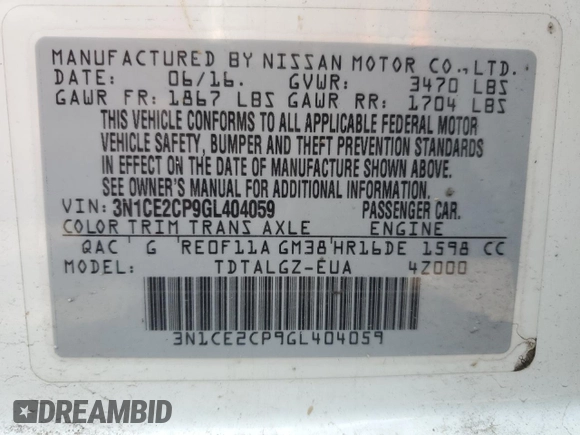 MANUFACTURED BY NISSAN MOTOR CO.,LTD.
DATE: 06/16. GVWR: 3470 LBS
GAWR FR: 1867 LBS GAWR RR: 1704 LBS
THIS VEHICLE CONFORMS TO ALL APPLICABLE FEDERAL MOTOR
VEHICLE SAFETY, BUMPER AND THEFT PREVENTION STANDARDS
IN EFFECT ON THE DATE OF MANUFACTURE SHOWN ABOVE.
SEE OWNER'S MANUAL FOR ADDITIONAL INFORMATION.
VIN: 3N1CE2CP9GL404059 PASSENGER CAR.
COLOR TRIM TRANS AXLE ENGINE
QAC G RE0F11A GM38 HR16DE 1598 CC
MODEL: TDTALGZ-EUA 4Z000
3N1CE2CP9GL404059
DREAMBID